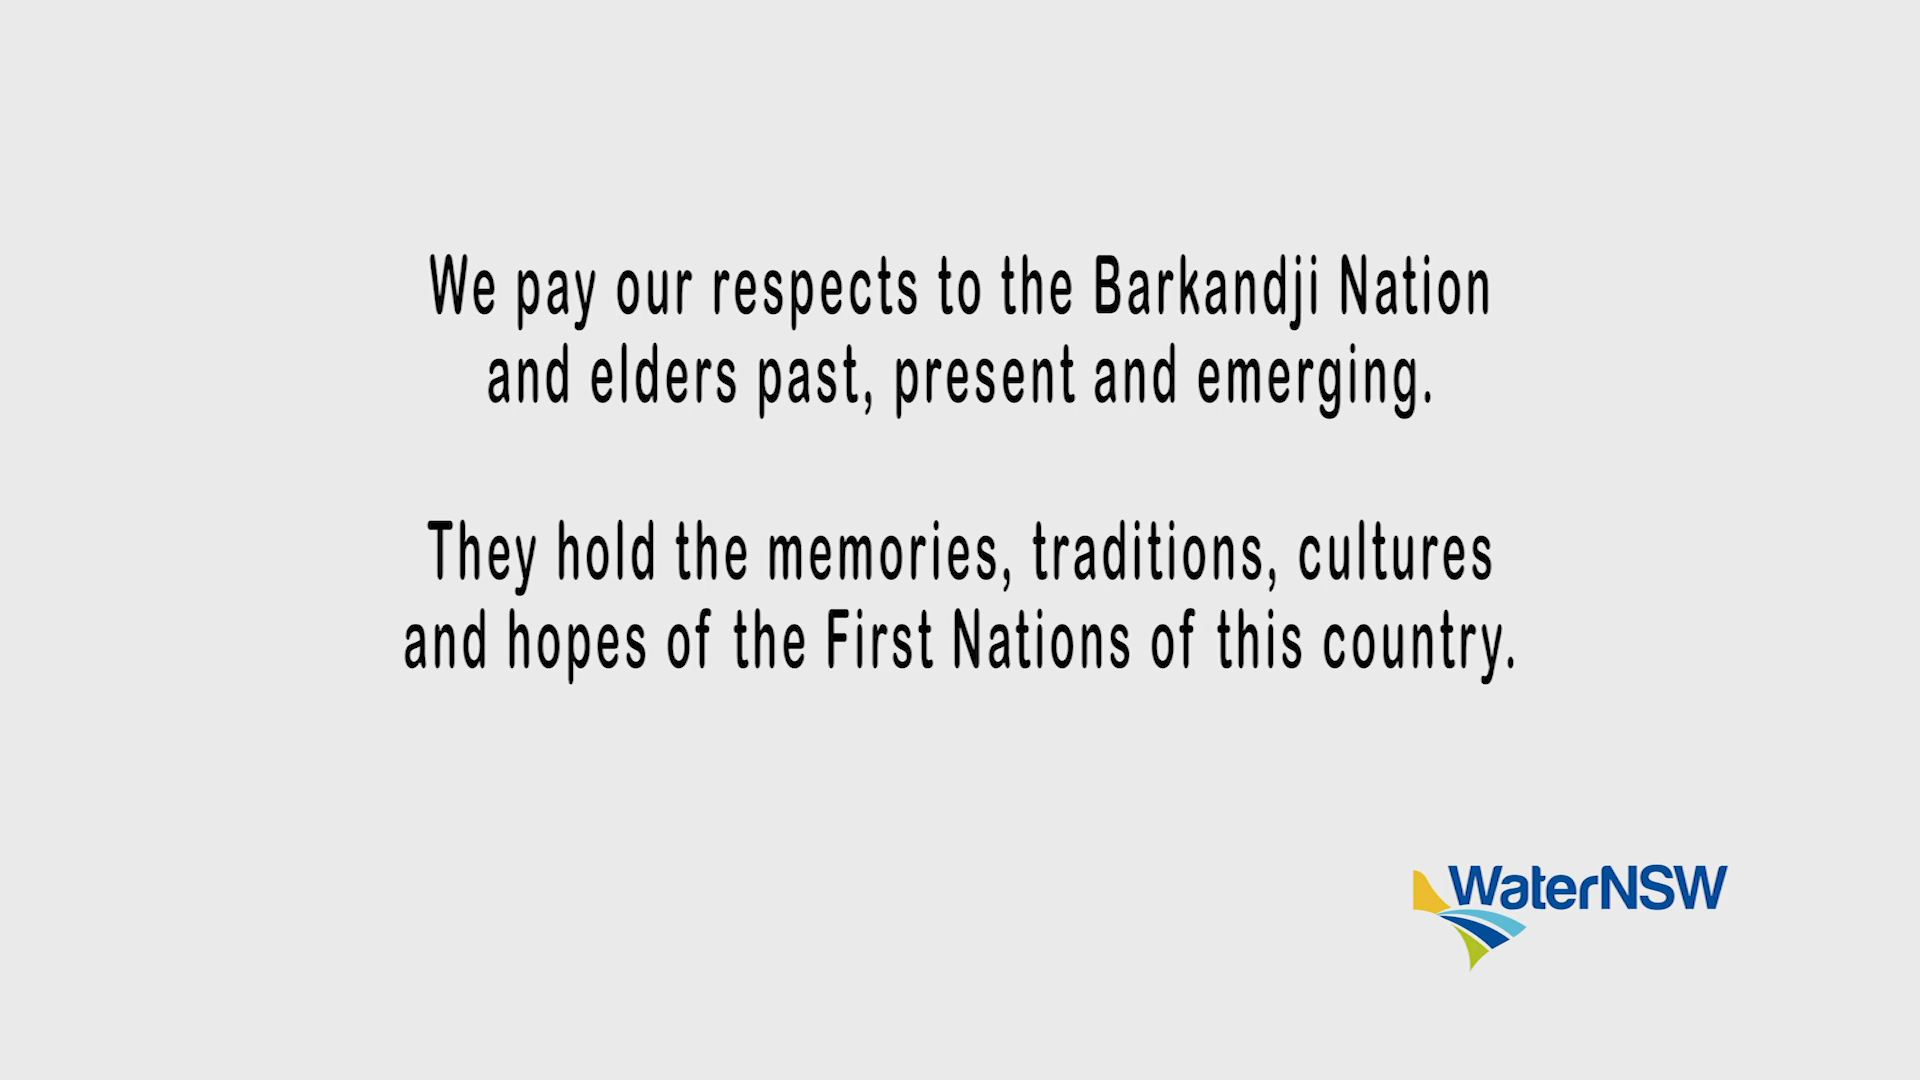 We pay our respects to the Barkandji Nation
and elders past, present and emerging.
They hold the memories, traditions, cultures
and hopes of the First Nations of this country.
WaterNSW